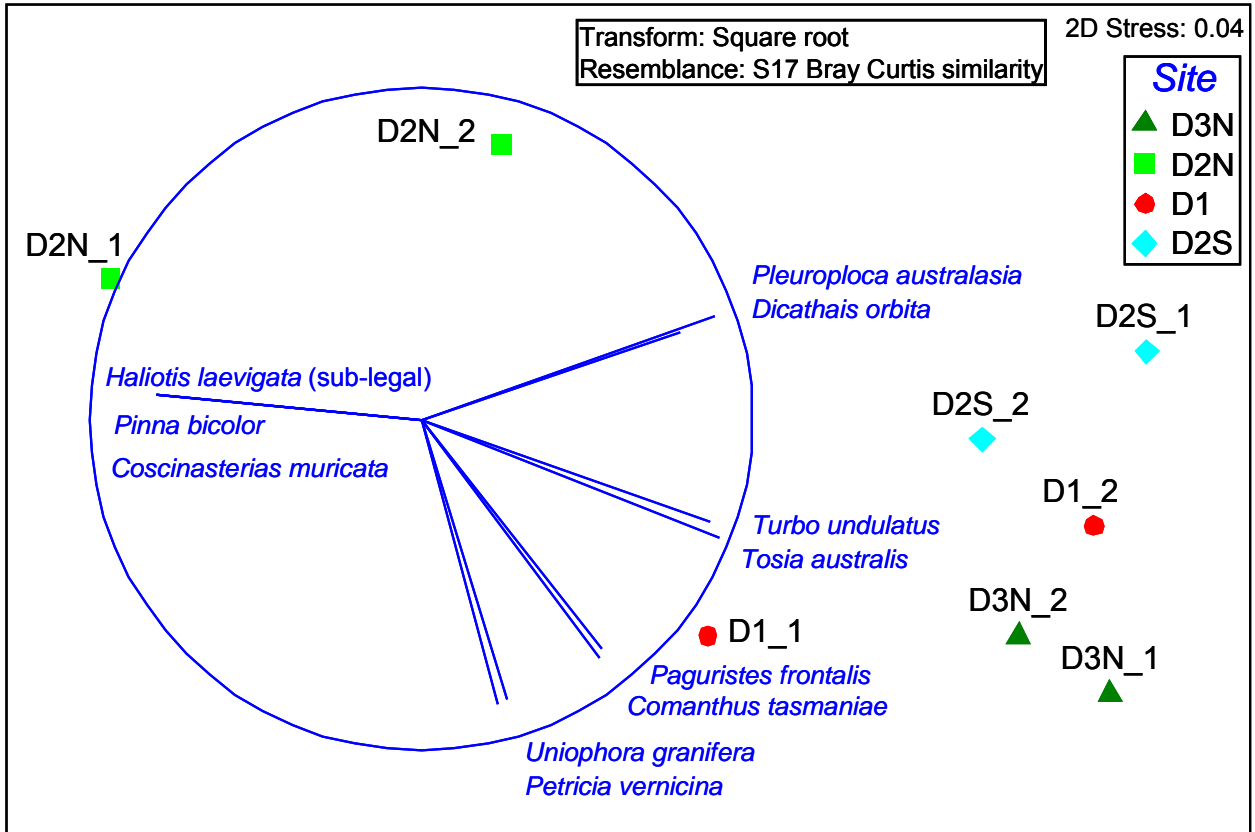 Transform: Square root
Resemblance: S17 Bray Curtis similarity
2D Stress: 0.04
Site
D3N
D2N
D1
D2S
D2N_2
D2N_1
Pleuroploca australasia
Dicathais orbita
D2S_1
Haliotis laevigata (sub-legal)
Pinna bicolor
Coscinasterias muricata
D2S_2
D1_2
Turbo undulatus
Tosia australis
D3N_2
D1_1
D3N_1
Paguristes frontalis
Comanthus tasmaniae
Uniophora granifera
Petricia vernicina